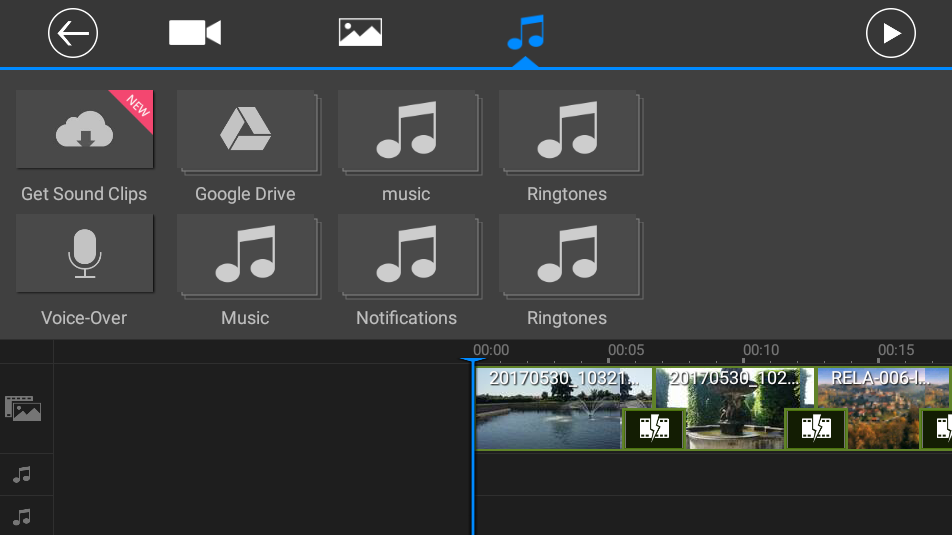 NEW
Get Sound Clips
Google Drive
music
Ringtones
Voice-Over
Music
Notifications
Ringtones
00:00
00:05
00:10
00:15
20170530_10321...
20170530_102...
RELA-006-l...